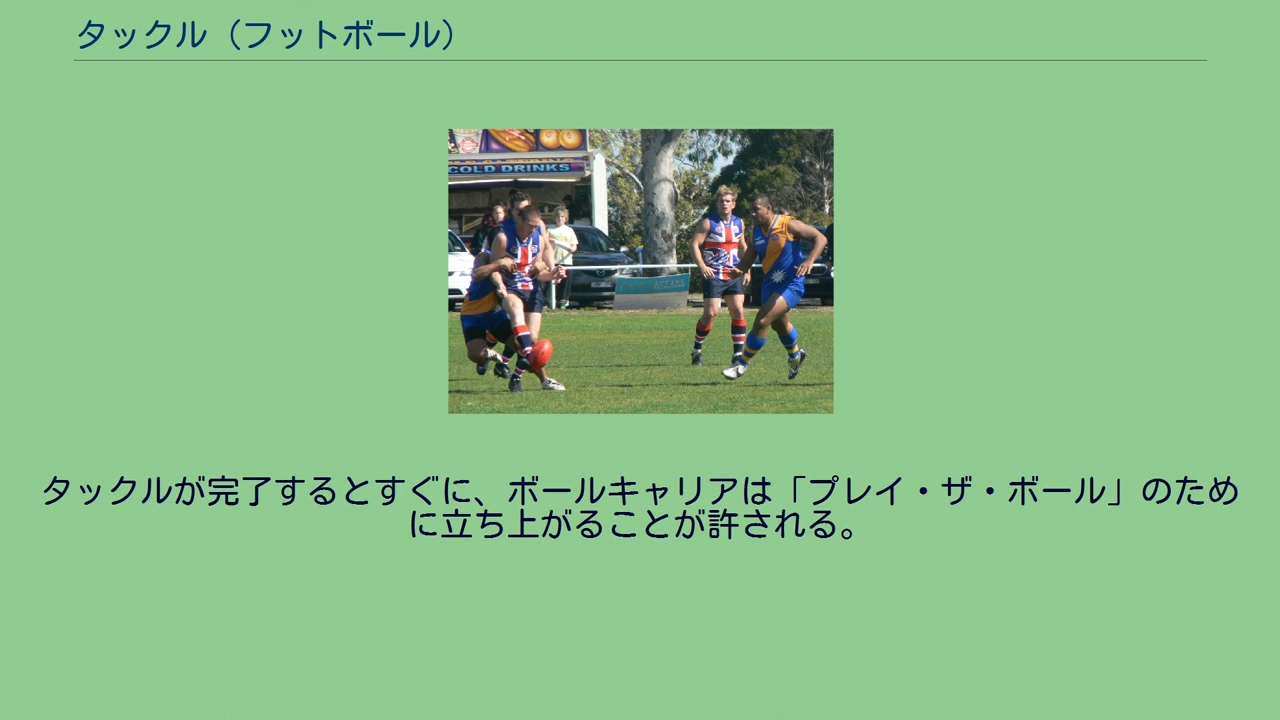 タックル（フットボール）
COLD DRINKS
タックルが完了するとすぐに、ボールキャリアは「プレイ・ザ・ボール」のため
に立ち上がることが許される。